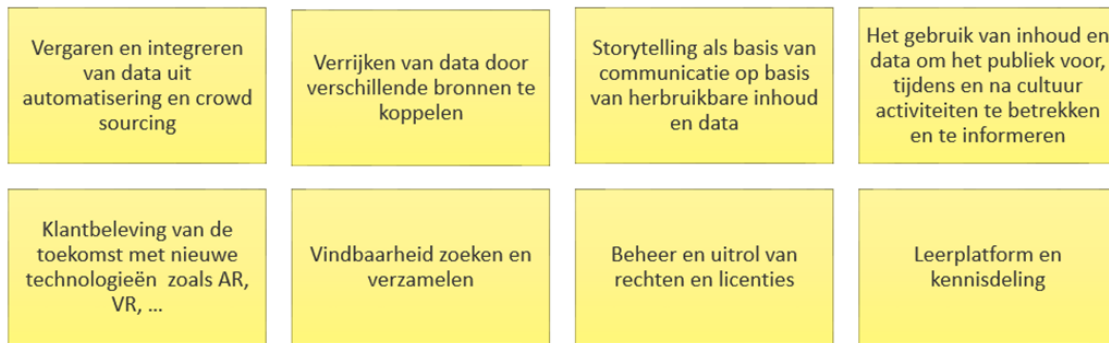 Vergaren en integreren
van data uit
automatisering en crowd
sourcing
Verrijken van data door
verschillende bronnen te
koppelen
Storytelling als basis van
communicatie op basis
van herbruikbare inhoud
en data
Het gebruik van inhoud en
data om het publiek voor,
tijdens en na cultuur
activiteiten te betrekken
en te informeren
Klantbeleving van de
toekomst met nieuwe
technologieën zoals AR,
VR, ...
Vindbaarheid zoeken en
verzamelen
Beheer en uitrol van
rechten en licenties
Leerplatform en
kennisdeling